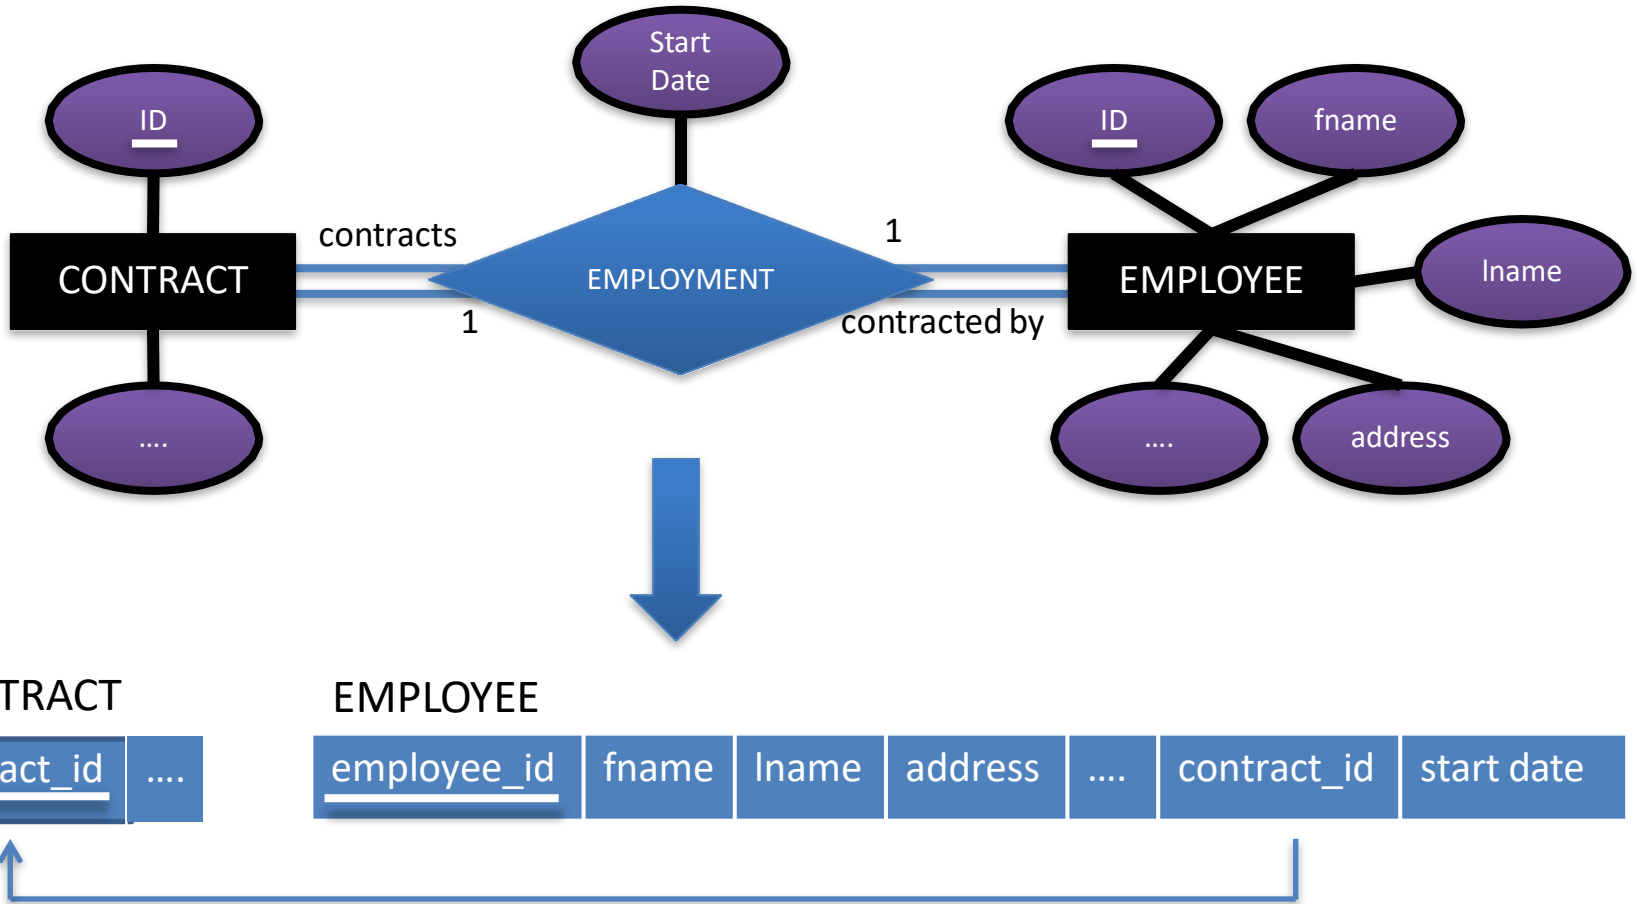 Start
Date
ID
ID
fname
contracts
1
CONTRACT
EMPLOYMENT
EMPLOYEE
lname
1
contracted by
....
....
address
TRACT
EMPLOYEE
act_id
....
employee_id
fname
lname
address
....
contract_id
start date